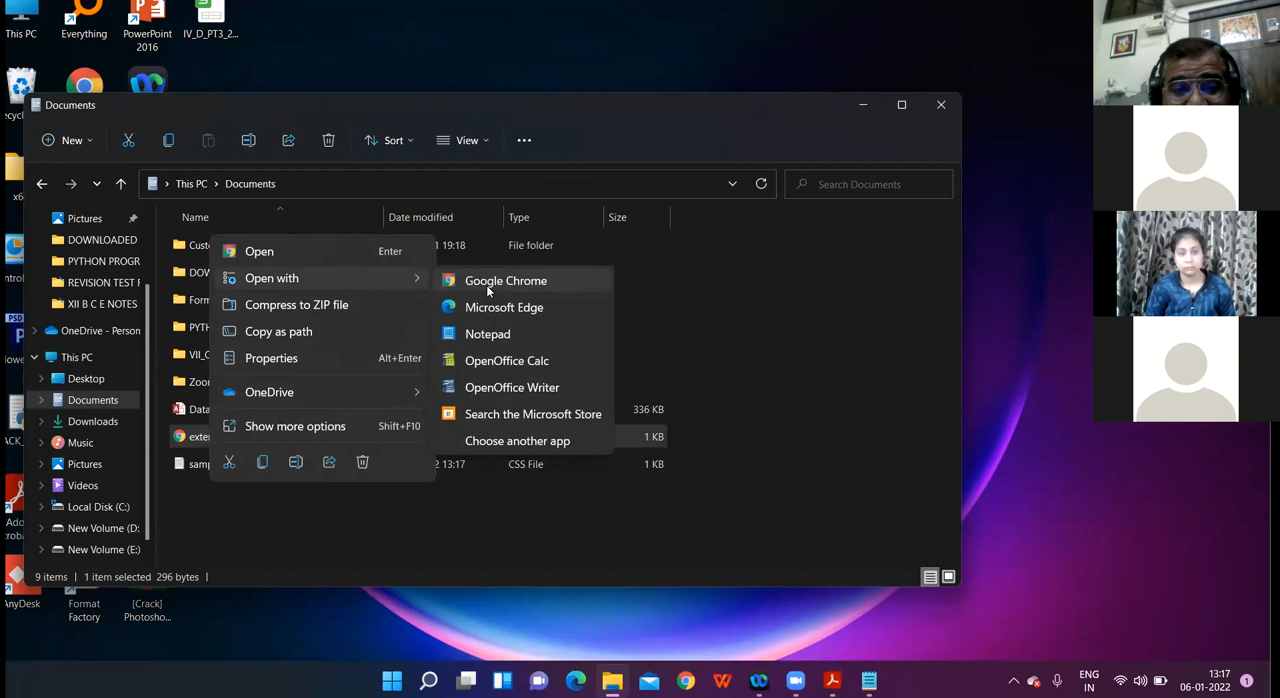 This PC
Everything
PowerPoint
2016
IV_D_PT3_2...
Documents
New
Sort
View
This PC
Documents
Search Documents
Pictures
DOWNLOADED
PYTHON PROGR
REVISION TEST F
XII B C E NOTES
OneDrive - Person
This PC
Desktop
Documents
Downloads
Music
Pictures
Videos
Local Disk (C:)
New Volume (D:
New Volume (E:)
Name
Date modified
Type
Size
File folder
336 KB
1 KB
CSS File
1 KB
Open
Enter
Open with
Compress to ZIP file
Copy as path
Properties
Alt+Enter
OneDrive
Show more options
Shift+F10
Google Chrome
Microsoft Edge
Notepad
OpenOffice Calc
OpenOffice Writer
Search the Microsoft Store
Choose another app
9 items
1 item selected 296 bytes
AnyDesk
Format
Factory
[Crack]
Photosho...
ENG
IN
13:17
06-01-2022
1